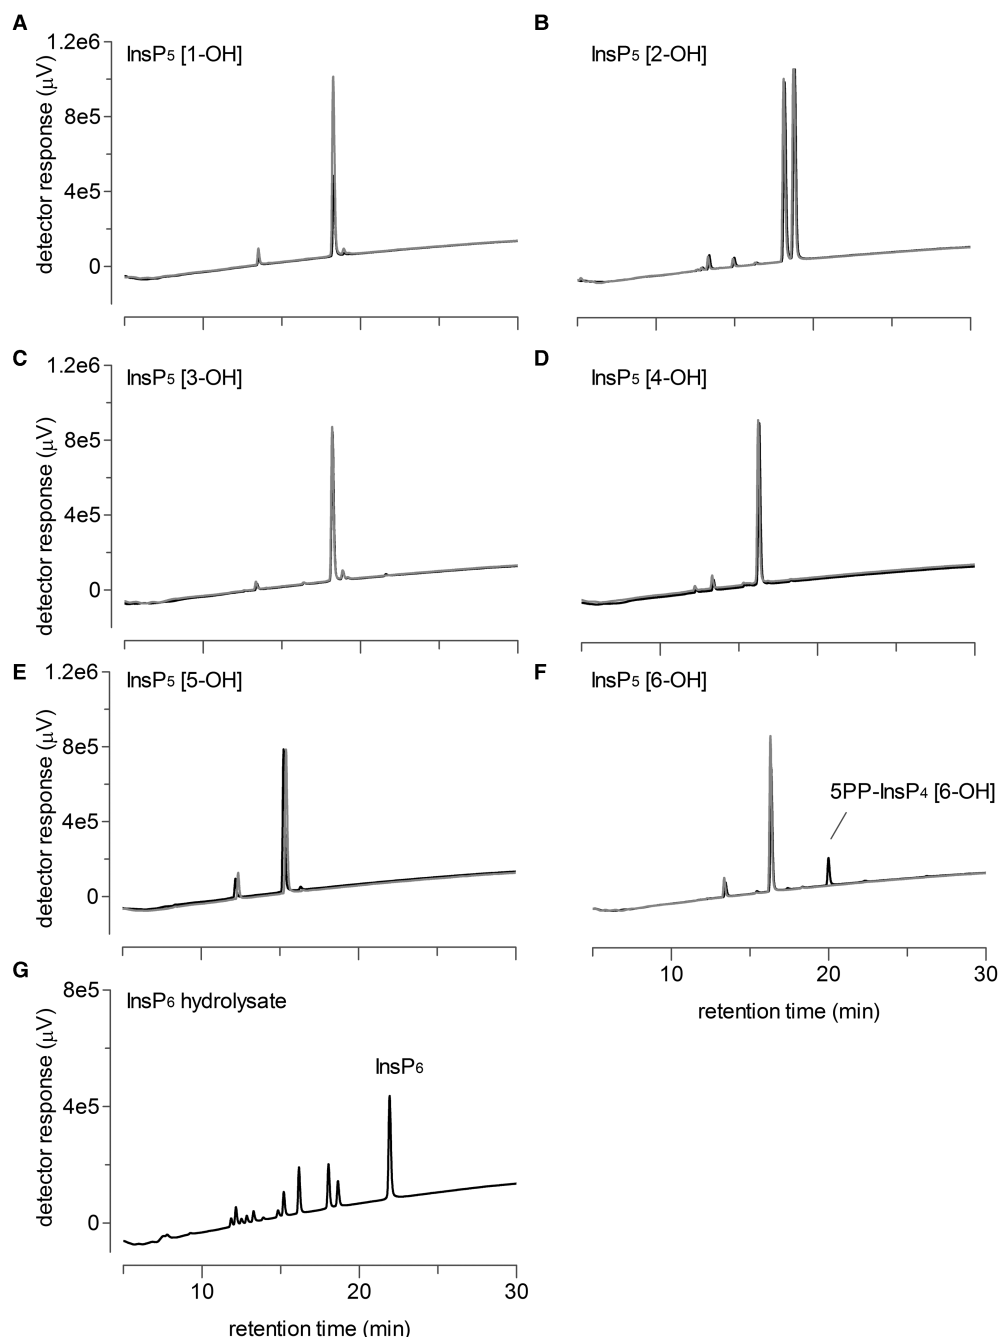 A
InsP5 [1-OH]
1.2e6
8e5
4e5
0
detector response (µV)
B
InsP5 [2-OH]
C
InsP5 [3-OH]
1.2e6
8e5
4e5
0
detector response (µV)
D
InsP5 [4-OH]
E
InsP5 [5-OH]
1.2e6
8e5
4e5
0
detector response (µV)
F
InsP5 [6-OH]
5PP-InsP4 [6-OH]
10
20
30
retention time (min)
G
InsP6 hydrolysate
InsP6
8e5
4e5
0
detector response (µV)
10
20
30
retention time (min)